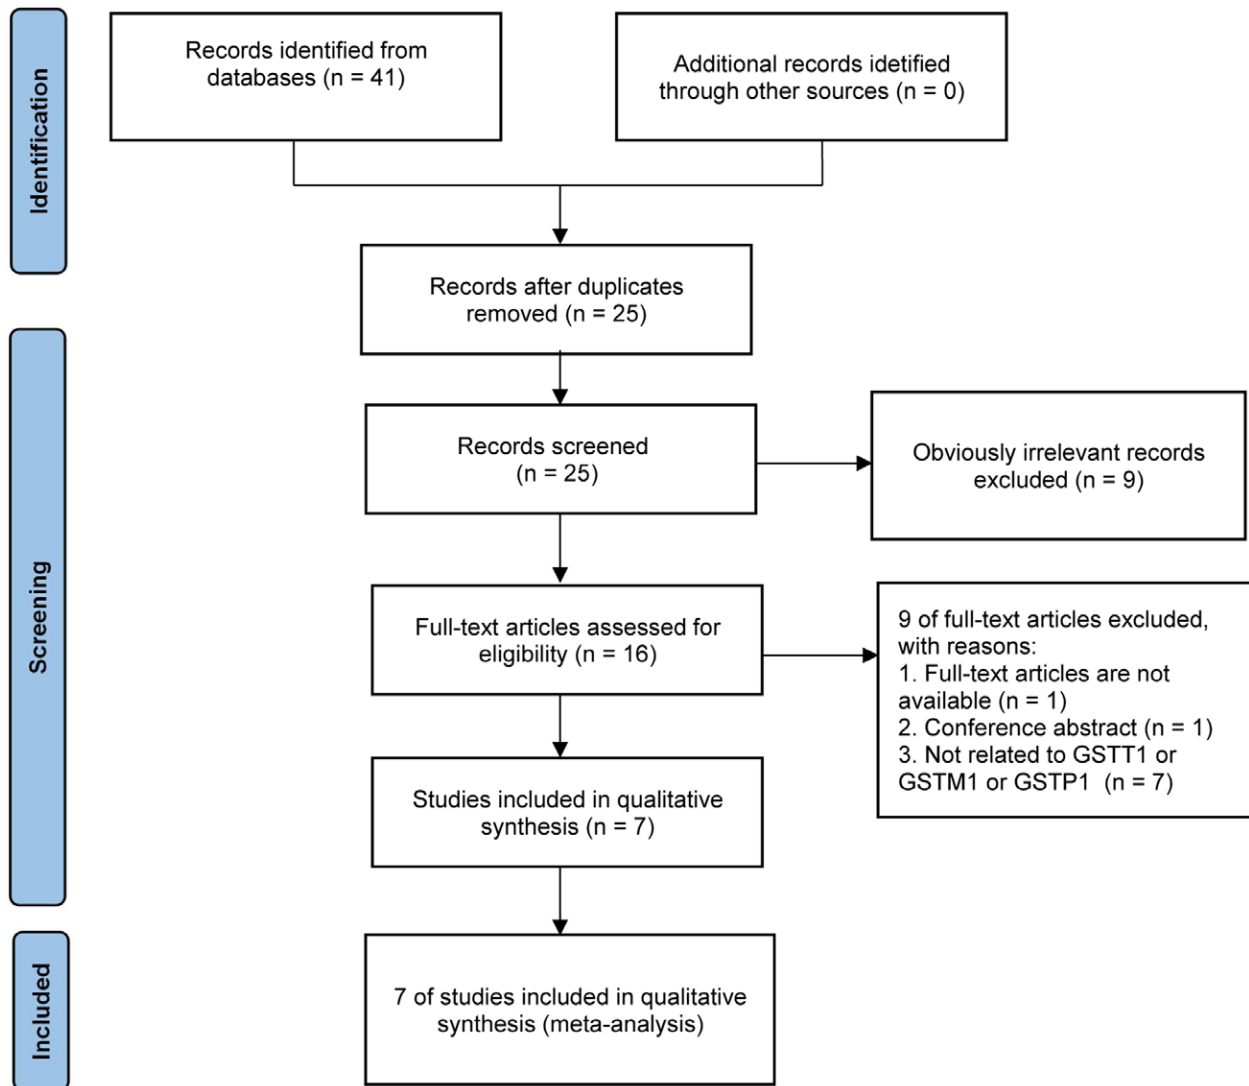 Identification
Records identified from
databases (n = 41)
Additional records idetified
through other sources (n = 0)
Records after duplicates
removed (n = 25)
Screening
Records screened
(n = 25)
Obviously irrelevant records
excluded (n = 9)
Full-text articles assessed for
eligibility (n = 16)
9 of full-text articles excluded,
with reasons:
1. Full-text articles are not
available (n = 1)
2. Conference abstract (n = 1)
3. Not related to GSTT1 or
GSTM1 or GSTP1 (n = 7)
Studies included in qualitative
synthesis (n = 7)
Included
7 of studies included in qualitative
synthesis (meta-analysis)